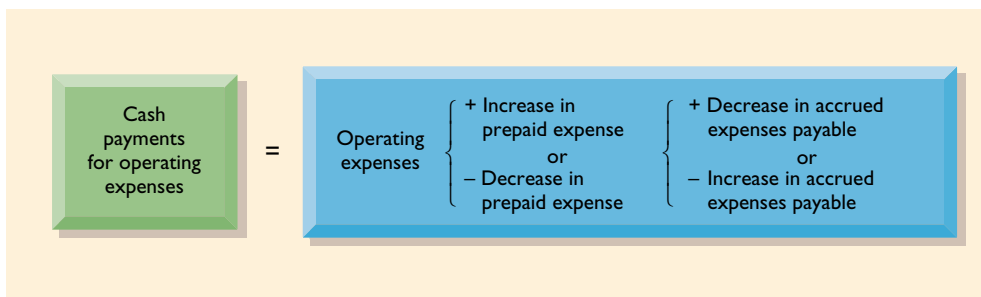 Cash
payments
for operating
expenses
=
Operating
expenses
+ Increase in
prepaid expense
or
– Decrease in
prepaid expense
+ Decrease in accrued
expenses payable
or
– Increase in accrued
expenses payable